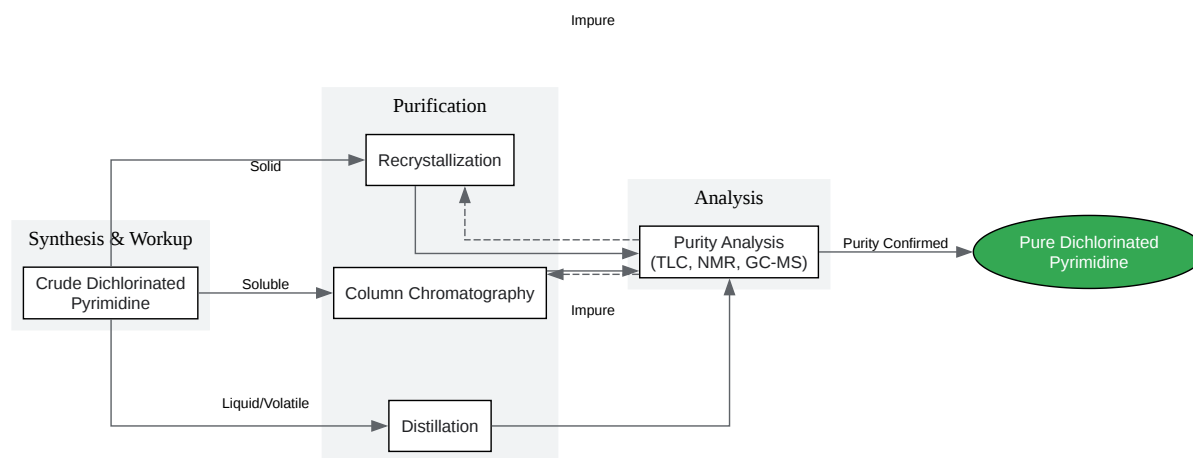 Impure
Purification
Recrystallization
Solid
Analysis
Synthesis & Workup
Purity Analysis
(TLC, NMR, GC-MS)
Purity Confirmed
Pure Dichlorinated
Pyrimidine
Crude Dichlorinated
Pyrimidine
Soluble
Column Chromatography
Impure
Liquid/Volatile
Distillation